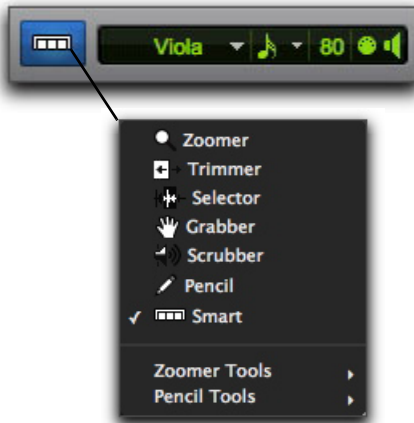 Viola 80
Zoomer
Trimmer
Selector
Grabber
Scrubber
Pencil
Smart
Zoomer Tools
Pencil Tools